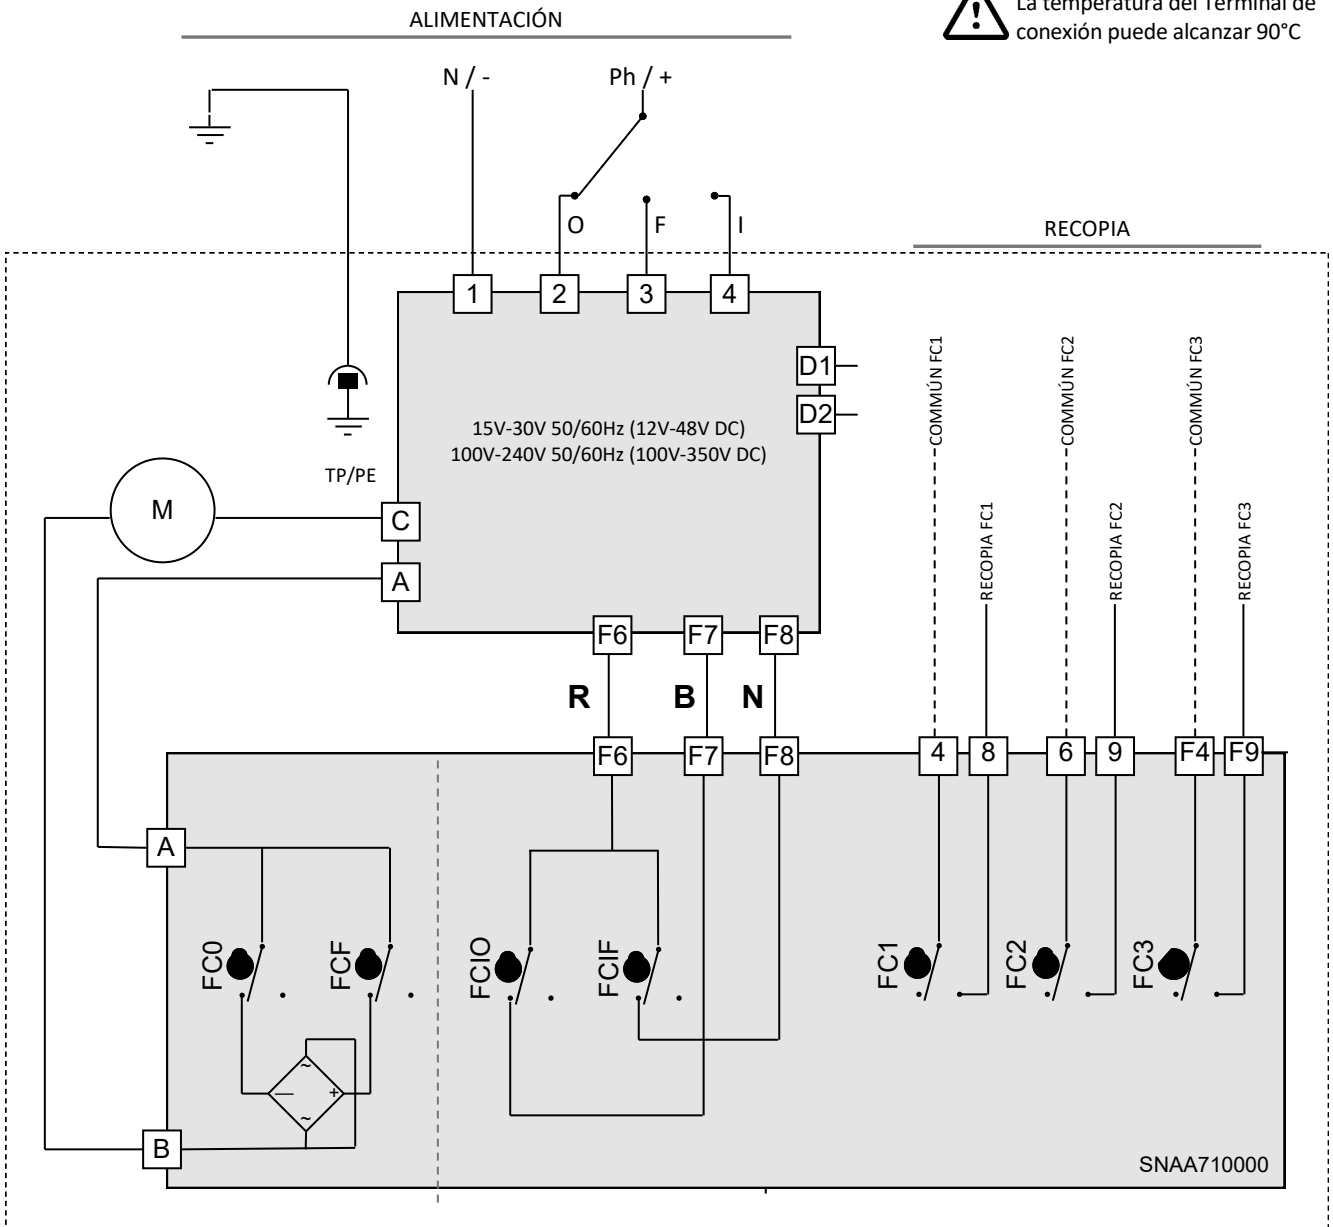 ALIMENTACIÓN
La temperatura del Terminal de
conexión puede alcanzar 90°C
N / -
Ph / +
O
F
I
RECOPIA
1
2
3
4
D1
D2
15V-30V 50/60Hz (12V-48V DC)
100V-240V 50/60Hz (100V-350V DC)
TP/PE
M
C
A
COMMÚN FC1
RECOPIA FC1
COMMÚN FC2
RECOPIA FC2
COMMÚN FC3
RECOPIA FC3
F6
F7
F8
R
B
N
F6
F7
F8
4
8
6
9
F4
F9
A
FC0
FCF
FCIO
FCIF
FC1
FC2
FC3
~
—
+
~
B
SNAA710000